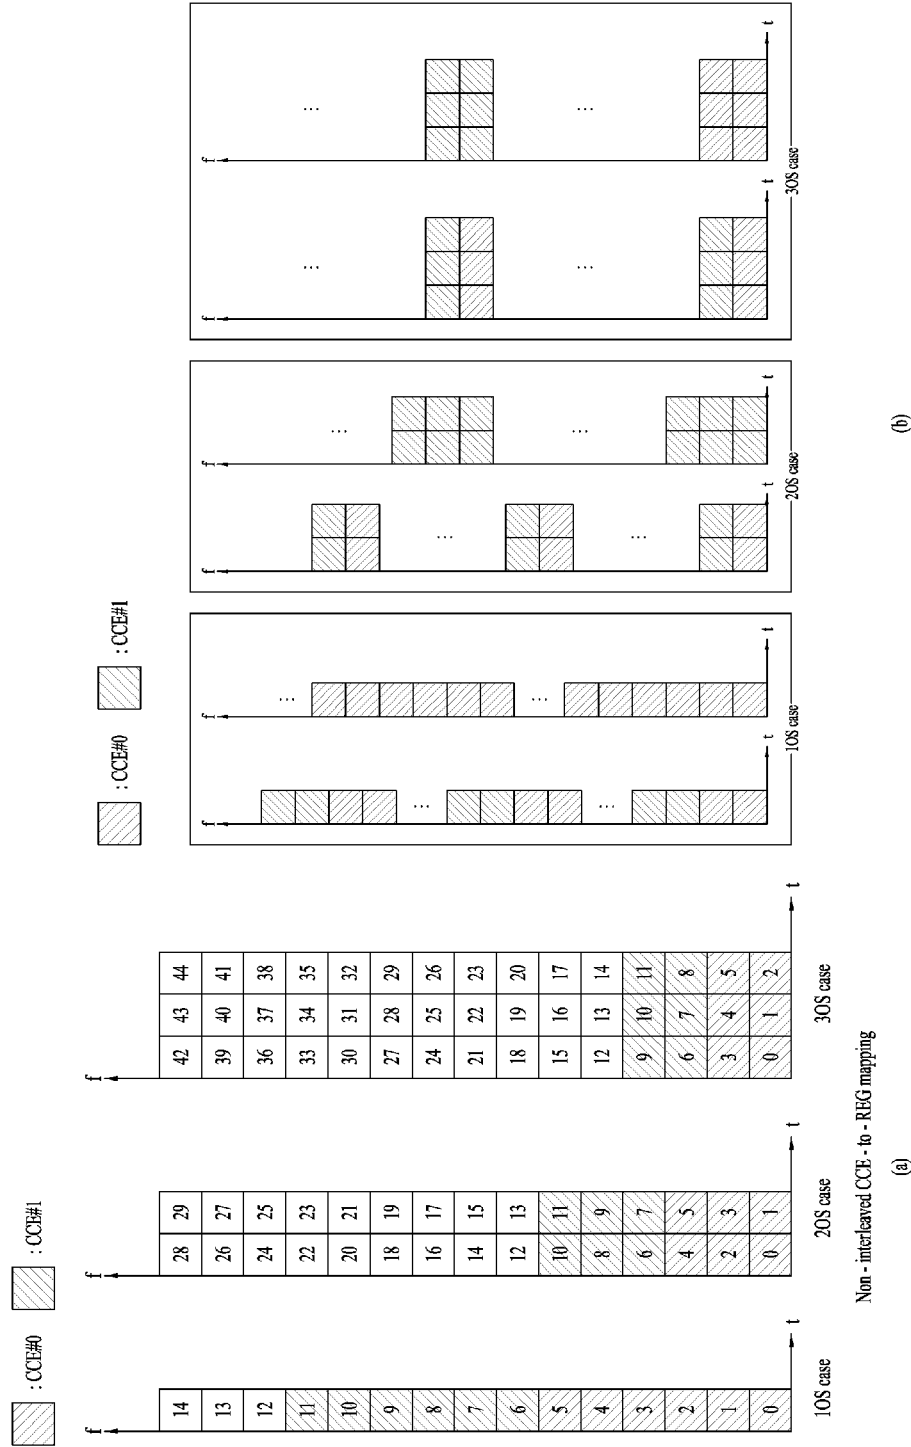 : CCE#0
: CCE#1
f
14
13
12
11
10
9
8
7
6
5
4
3
2
1
0
t
1OS case
f
28 29
26 27
24 25
22 23
20 21
18 19
16 17
14 15
12 13
10 11
8 9
6 7
4 5
2 3
0 1
t
2OS case
f
42 43 44
39 40 41
36 37 38
33 34 35
30 31 32
27 28 29
24 25 26
21 22 23
18 19 20
15 16 17
12 13 14
9 10 11
6 7 8
3 4 5
0 1 2
t
3OS case
Non - interleaved CCE - to - REG mapping
(a)
: CCE#0
: CCE#1
f
...
...
t
f
...
...
t
1OS case
f
...
...
t
f
...
...
t
2OS case
f
...
...
t
f
...
...
t
3OS case
(b)